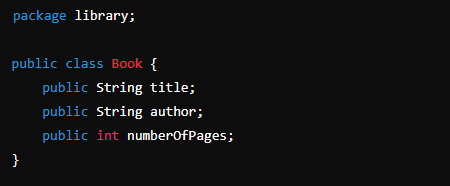 package library;
public class Book {
public String title;
public String author;
public int numberOfPages;
}